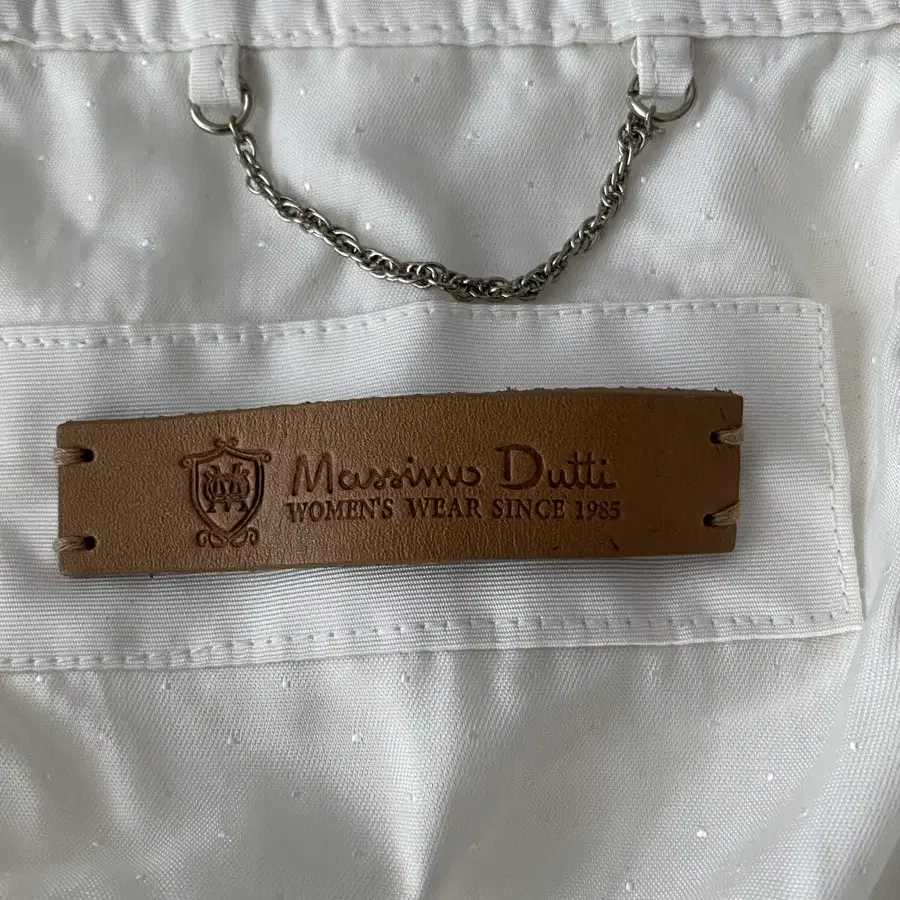 Massimo Dutti
WOMEN'S WEAR SINCE 1985